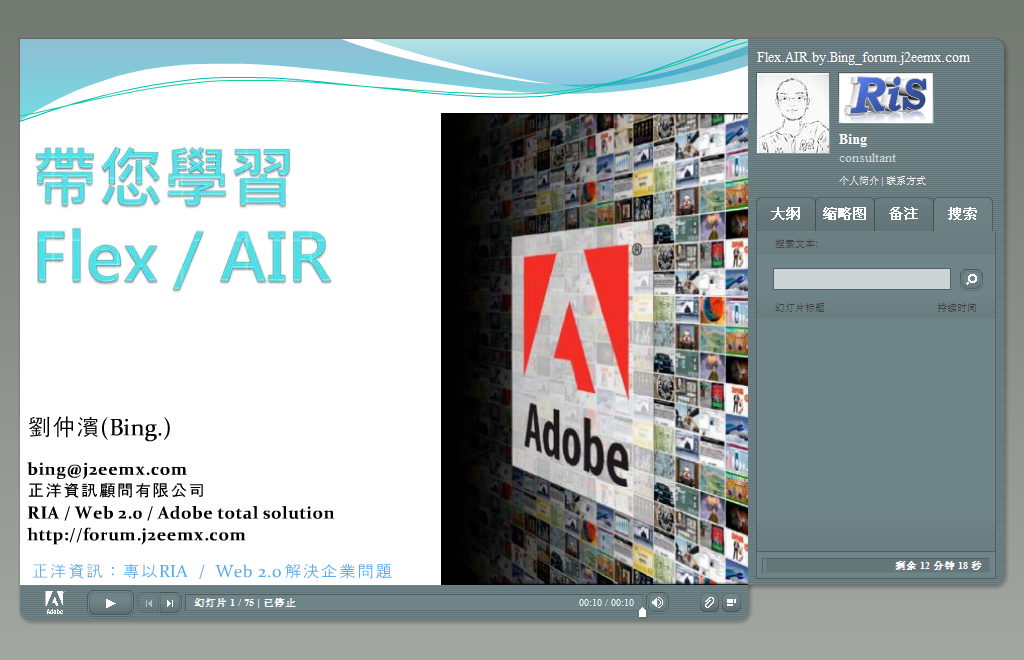 帶您學習
Flex / AIR
®
Adobe
劉仲濱(Bing.)
bing@j2eemx.com
正洋資訊顧問有限公司
RIA / Web 2.0 / Adobe total solution
http://forum.j2eemx.com
正洋資訊：專以RIA / Web 2.0解決企業問題
Adobe
幻灯片 1 / 75 | 已停止
00:10 / 00:10
Flex.AIR.by.Bing_forum.j2eemx.com
RiS
Bing
consultant
个人简介 | 联系方式
大纲 缩略图 备注 搜索
搜索文本:
幻灯片标题 持续时间
剩余 12 分钟 18 秒